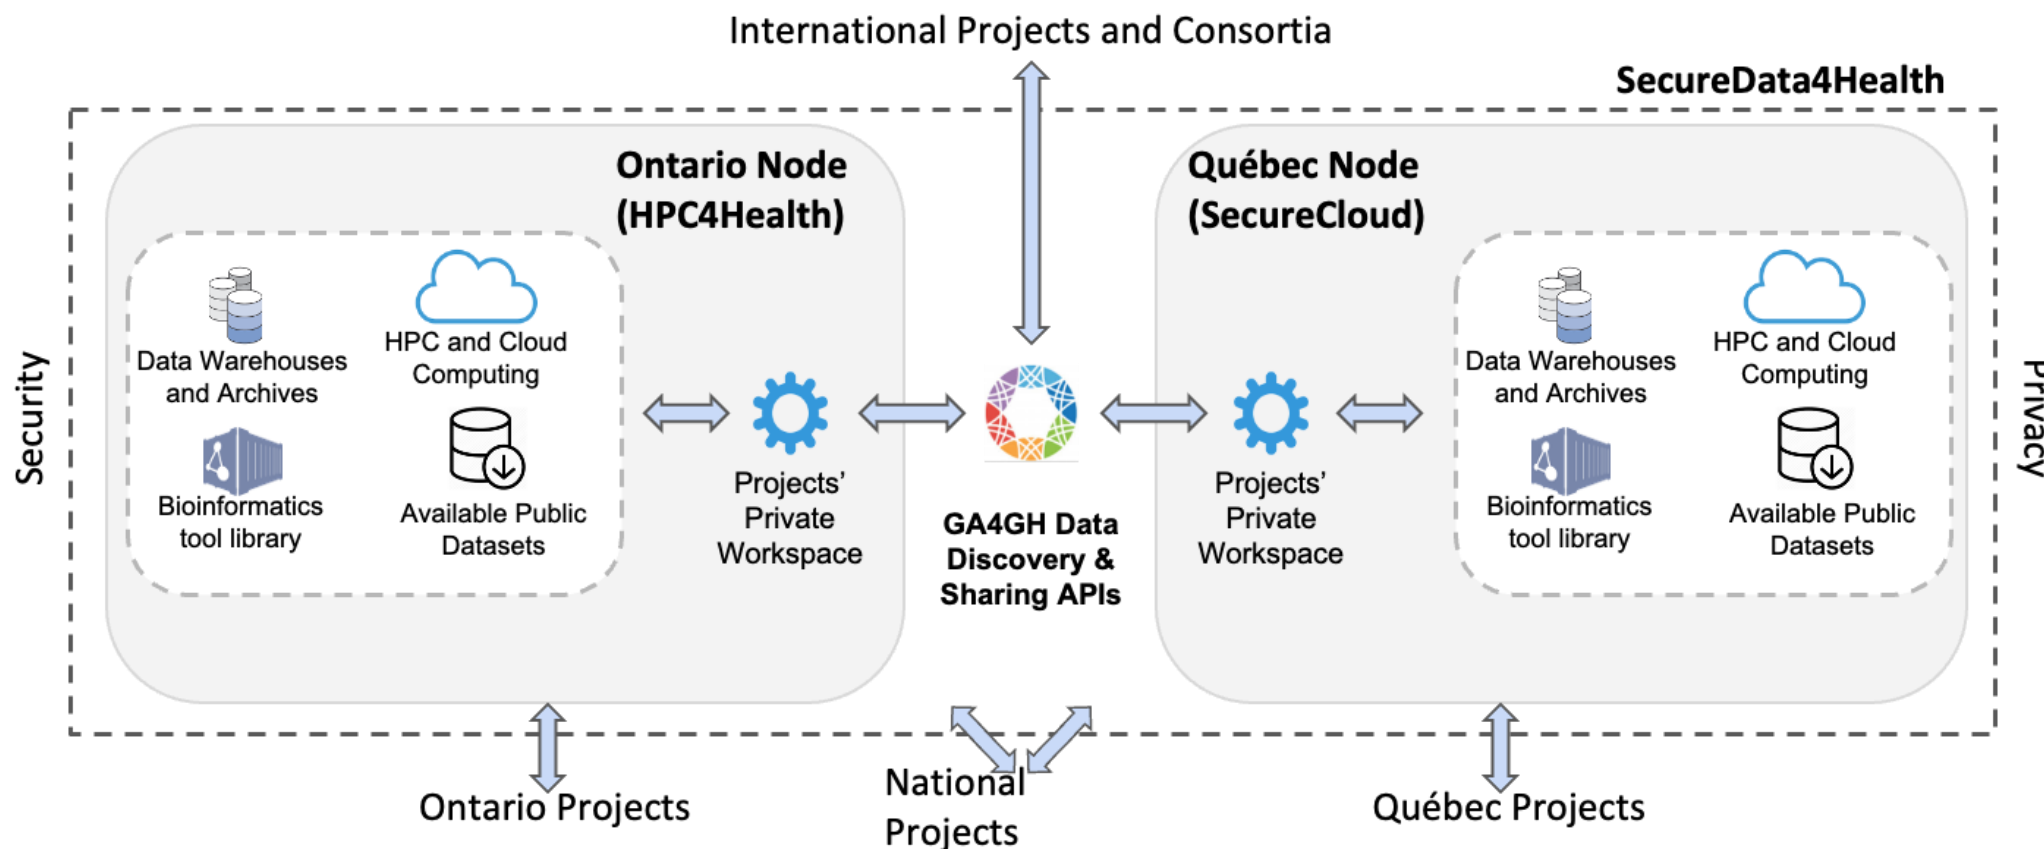 International Projects and Consortia
SecureData4Health
Security
Ontario Node
(HPC4Health)
Data Warehouses
and Archives
HPC and Cloud
Computing
Bioinformatics
tool library
Available Public
Datasets
Projects'
Private
Workspace
GA4GH Data
Discovery &
Sharing APIs
Québec Node
(SecureCloud)
Projects'
Private
Workspace
Data Warehouses
and Archives
HPC and Cloud
Computing
Bioinformatics
tool library
Available Public
Datasets
Privacy
Ontario Projects
National
Projects
Québec Projects